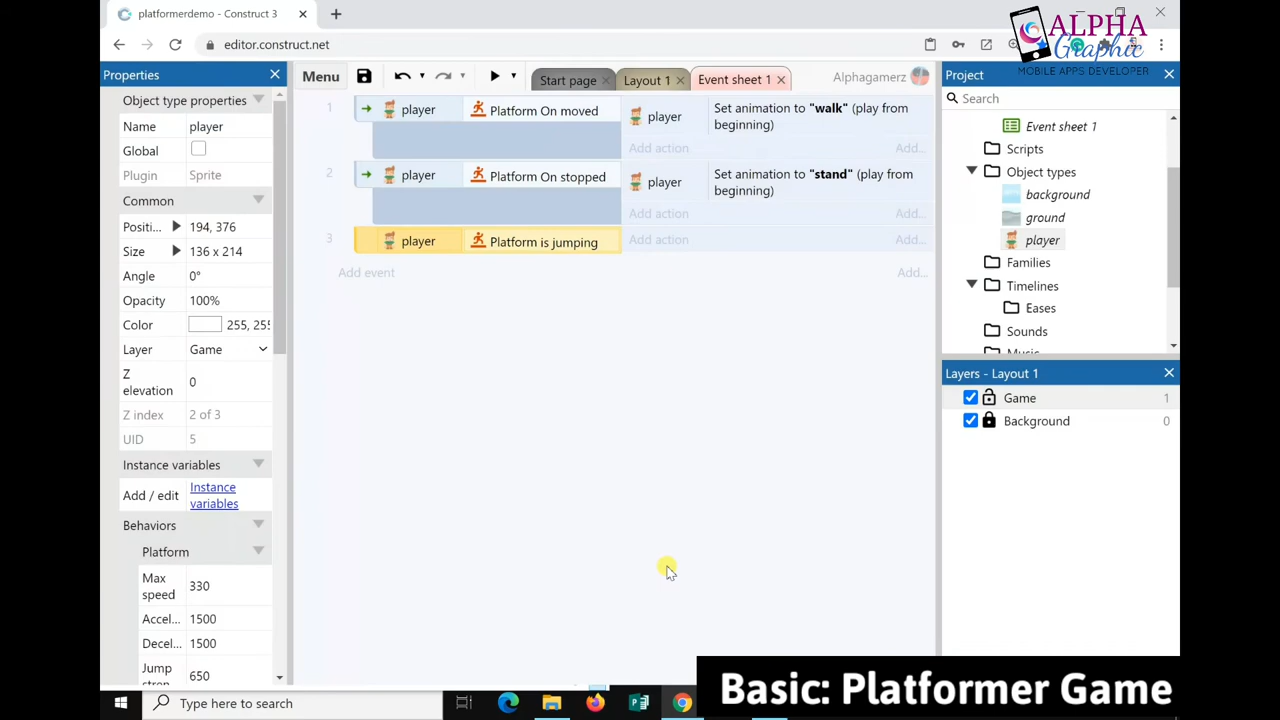 platformerdemo - Construct 3
editor.construct.net
ALPHA
Graphic
MOBILE APPS DEVELOPER
Properties
Menu
Start page
Layout 1
Event sheet 1
Alphagamerz
Project
Object type properties
Name player
Global
Plugin Sprite
Common
Positi... 194, 376
Size 136 x 214
Angle 0°
Opacity 100%
Color 255, 255
Layer Game
Z
elevation 0
Z index 2 of 3
UID 5
Instance variables
Add / edit Instance
variables
Behaviors
Platform
Max
speed 330
Accel... 1500
Decel... 1500
Jump
stren... 650
1 player Platform On moved player Set animation to "walk" (play from
beginning)
Add action Add...
2 player Platform On stopped player Set animation to "stand" (play from
beginning)
Add action Add...
3 player Platform is jumping Add action Add...
Add event Add...
Search
Event sheet 1
Scripts
Object types
background
ground
player
Families
Timelines
Eases
Sounds
Music
Layers - Layout 1
Game 1
Background 0
Type here to search
Basic: Platformer Game